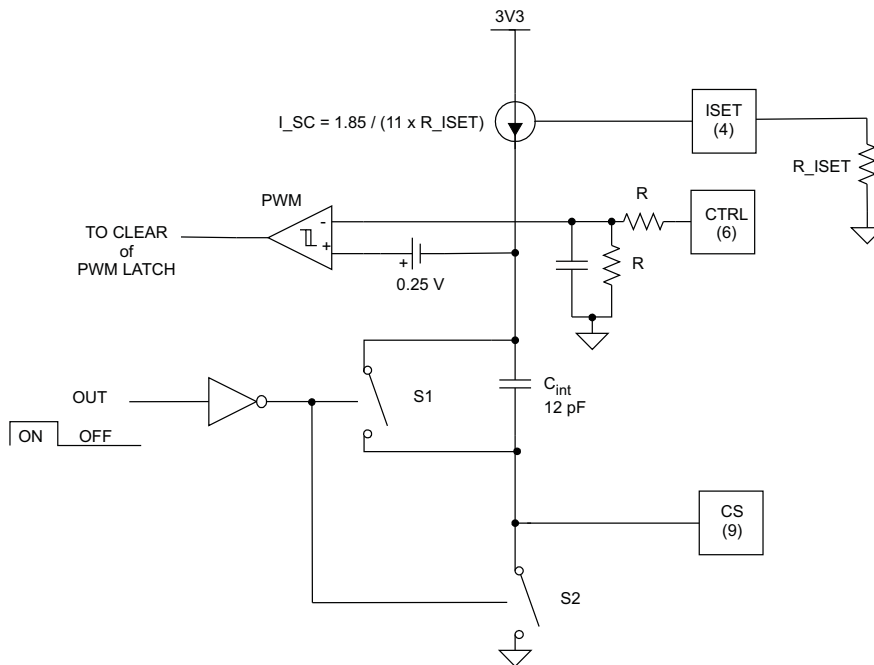 3V3
I_SC = 1.85 / (11 x R_ISET)
ISET
(4)
R_ISET
PWM
-
+
R
CTRL
(6)
TO CLEAR
of
PWM LATCH
+
0.25 V
R
OUT
S1
Cint
12 pF
ON
OFF
CS
(9)
S2